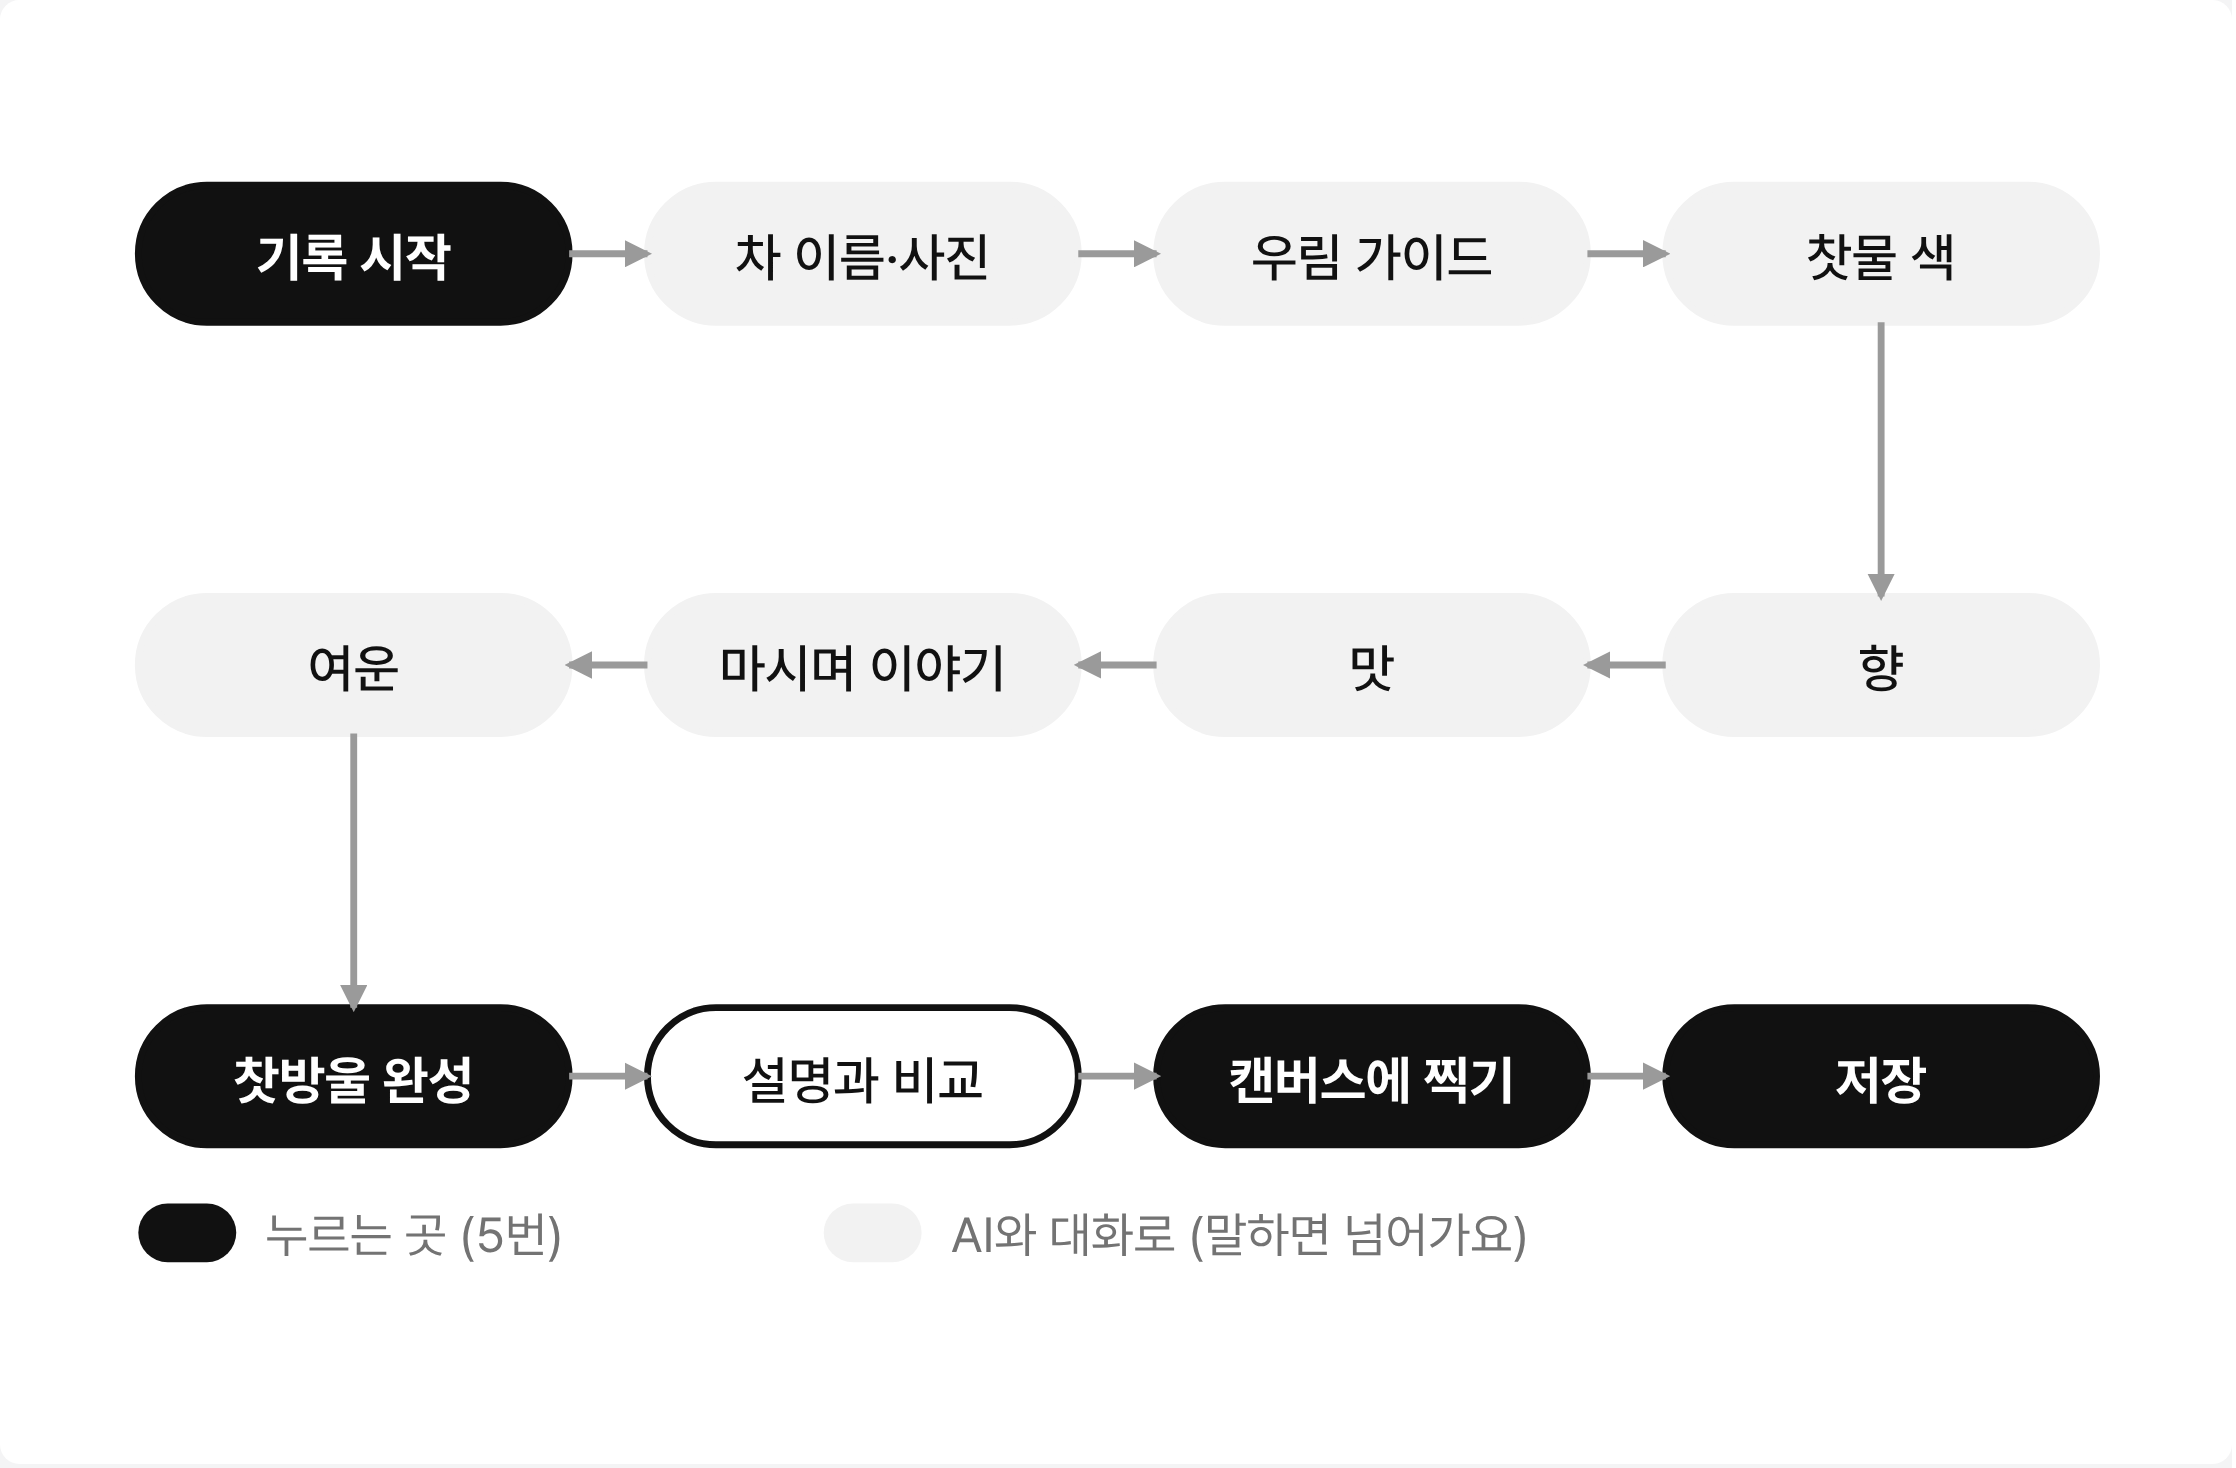 기록 시작
차 이름·사진
우림 가이드
찻물 색
향
맛
마시며 이야기
여운
찻방울 완성
설명과 비교
캔버스에 찍기
저장
누르는 곳 (5번)
AI와 대화로 (말하면 넘어가요)